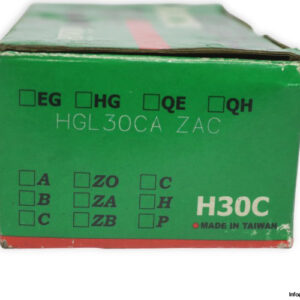 EG HG QE QH
HGL30CA ZAC
A ZO C
B ZA H
C ZB P
H30C
MADE IN TAIWAN